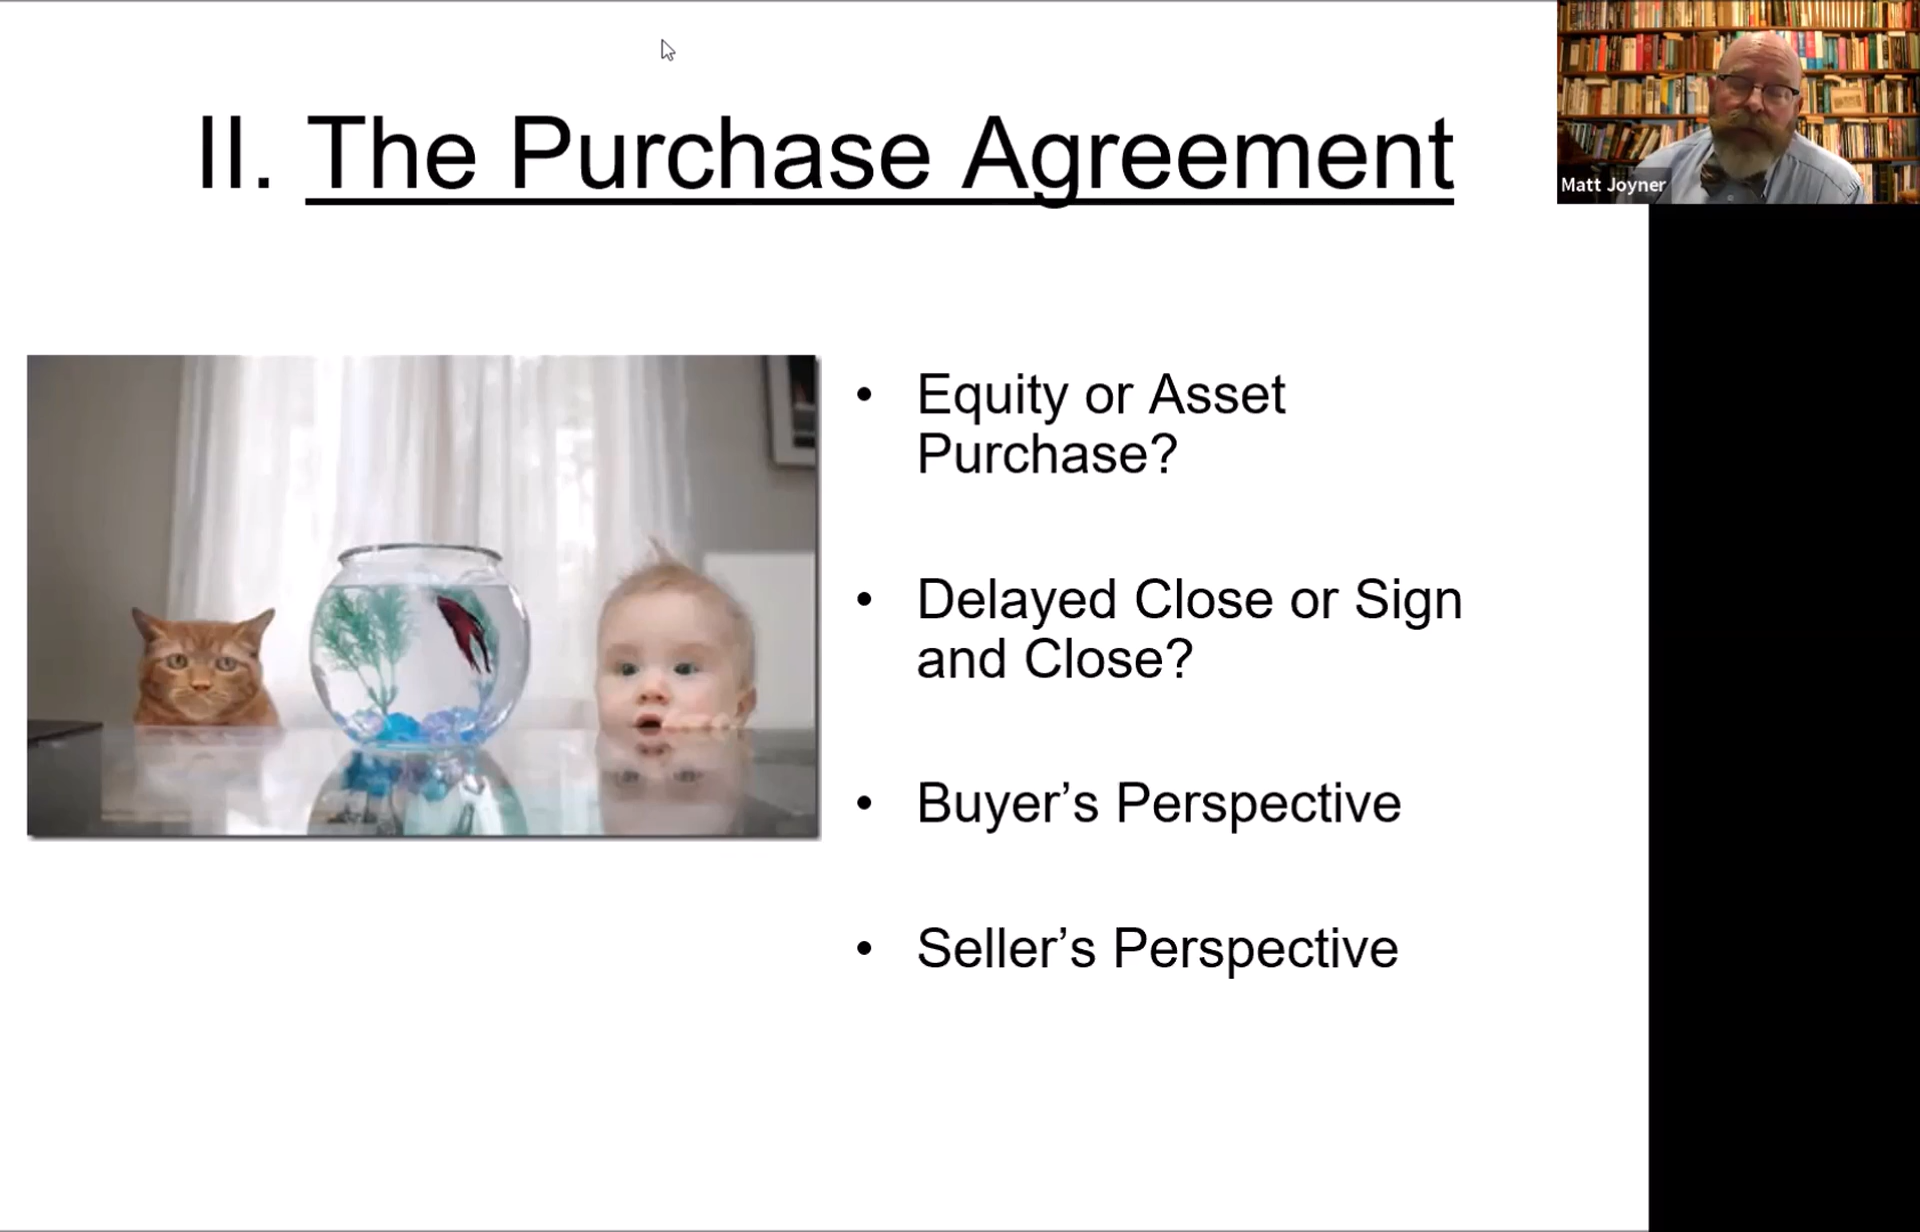 II. The Purchase Agreement
Matt Joyner
• Equity or Asset
Purchase?
• Delayed Close or Sign
and Close?
• Buyer’s Perspective
• Seller’s Perspective